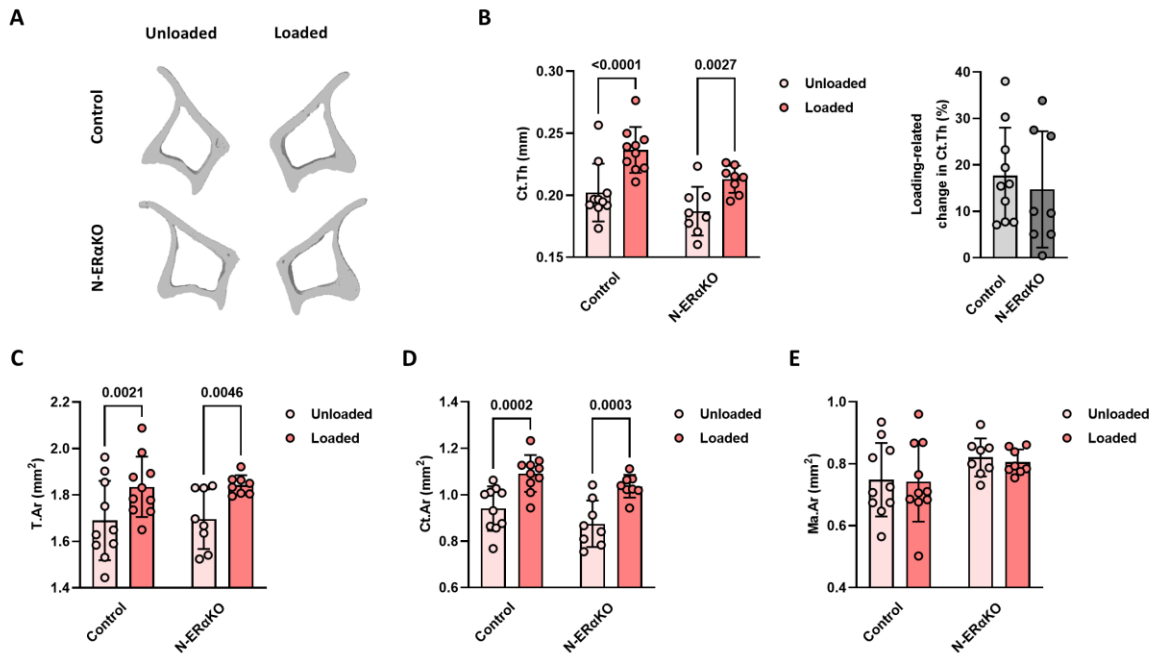 A
Unloaded
Loaded
Control
N-ERαKO
B
<0.0001
0.0027
0.30
0.25
0.20
0.15
Ct.Th (mm)
Control
N-ERαKO
Unloaded
Loaded
40
30
20
10
0
Loading-related
change in Ct.Th (%)
Control
N-ERαKO
C
0.0021
0.0046
2.2
2.0
1.8
1.6
1.4
T.Ar (mm²)
Control
N-ERαKO
Unloaded
Loaded
D
0.0002
0.0003
1.4
1.2
1.0
0.8
0.6
Ct.Ar (mm²)
Control
N-ERαKO
Unloaded
Loaded
E
1.0
0.8
0.6
0.4
Ma.Ar (mm²)
Control
N-ERαKO
Unloaded
Loaded